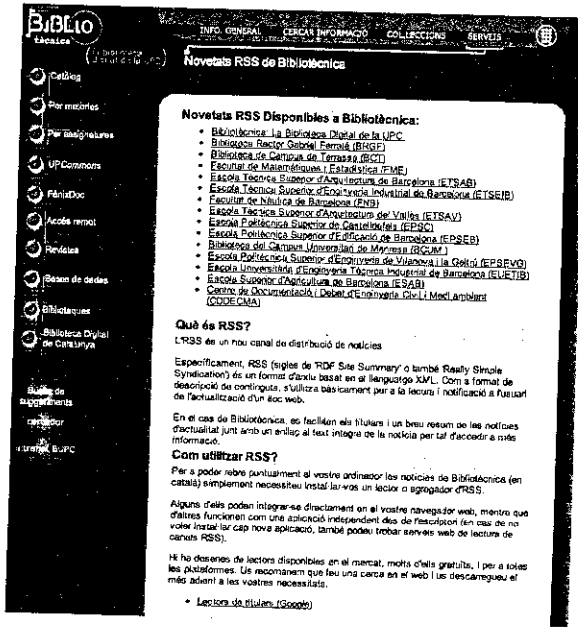 BIBLIO
tècnica
INFO. GENERAL CERCAR INFORMACIÓ COL.LECCIONS SERVEIS
Novetats RSS de Bibliotècnica
Catàleg
Per matèries
Per assignatures
UPCommons
FènixDoc
Accés remot
Revistes
Bases de dades
Biblioteques
Biblioteca Digital
de Catalunya
Bústia de
suggeriments
Novetats RSS Disponibles a Bibliotècnica:
Bibliotècnica: La Biblioteca Digital de la UPC
Biblioteca Rector Gabriel Ferraté (BRGF)
Biblioteca de Campus de Terrassa (BCT)
Facultat de Matemàtiques i Estadística (FME)
Escola Tècnica Superior d'Arquitectura de Barcelona (ETSAB)
Escola Tècnica Superior d'Enginyeria Industrial de Barcelona (ETSEIB)
Facultat de Nàutica de Barcelona (FNB)
Escola Tècnica Superior d'Arquitectura del Vallès (ETSAV)
Escola Politècnica Superior de Castelldefels (EPSC)
Escola Politècnica Superior d'Edificació de Barcelona (EPSEB)
Biblioteca del Campus Universitari de Manresa (BCUM)
Escola Politècnica Superior d'Enginyeria de Vilanova i la Geltrú (EPSEVG)
Escola Universitària d'Enginyeria Tècnica Industrial de Barcelona (EUETIB)
Escola Superior d'Agricultura de Barcelona (ESAB)
Centre de Documentació i Debat d'Enginyeria Civil i Medi ambient
(CODECMA)
Què és RSS?
L'RSS és un nou canal de distribució de notícies
Específicament, RSS (sigles de 'RDF Site Summary' o també 'Really Simple
Syndication') és un format d'arxiu basat en el llenguatge XML. Com a format de
descripció de continguts, s'utilitza bàsicament per a la lectura i notificació a l'usuari
de l'actualització d'un lloc web.
En el cas de Bibliotècnica, es faciliten els titulars i un breu resum de les notícies
d'actualitat junt amb un enllaç al text íntegre de la notícia per tal d'accedir a més
informació.
Com utilitzar RSS?
Per a poder rebre puntualment al vostre ordinador les notícies de Bibliotècnica (en
català) simplement necessiteu instal·lar-vos un lector o agregador d'RSS.
Alguns d'ells poden integrar-se directament en el vostre navegador web, mentre que
d'altres funcionen com una aplicació independent des de l'escriptori (en cas de no
voler instal·lar cap nova aplicació, també podeu trobar serveis web de lectura de
canals RSS).
Hi ha desenes de lectors disponibles en el mercat, molts d'ells gratuïts, i per a totes
les plataformes. Us recomanem que feu una cerca en el web i us descarregueu el
més adient a les vostres necessitats.
Lectors de titulars (Google)